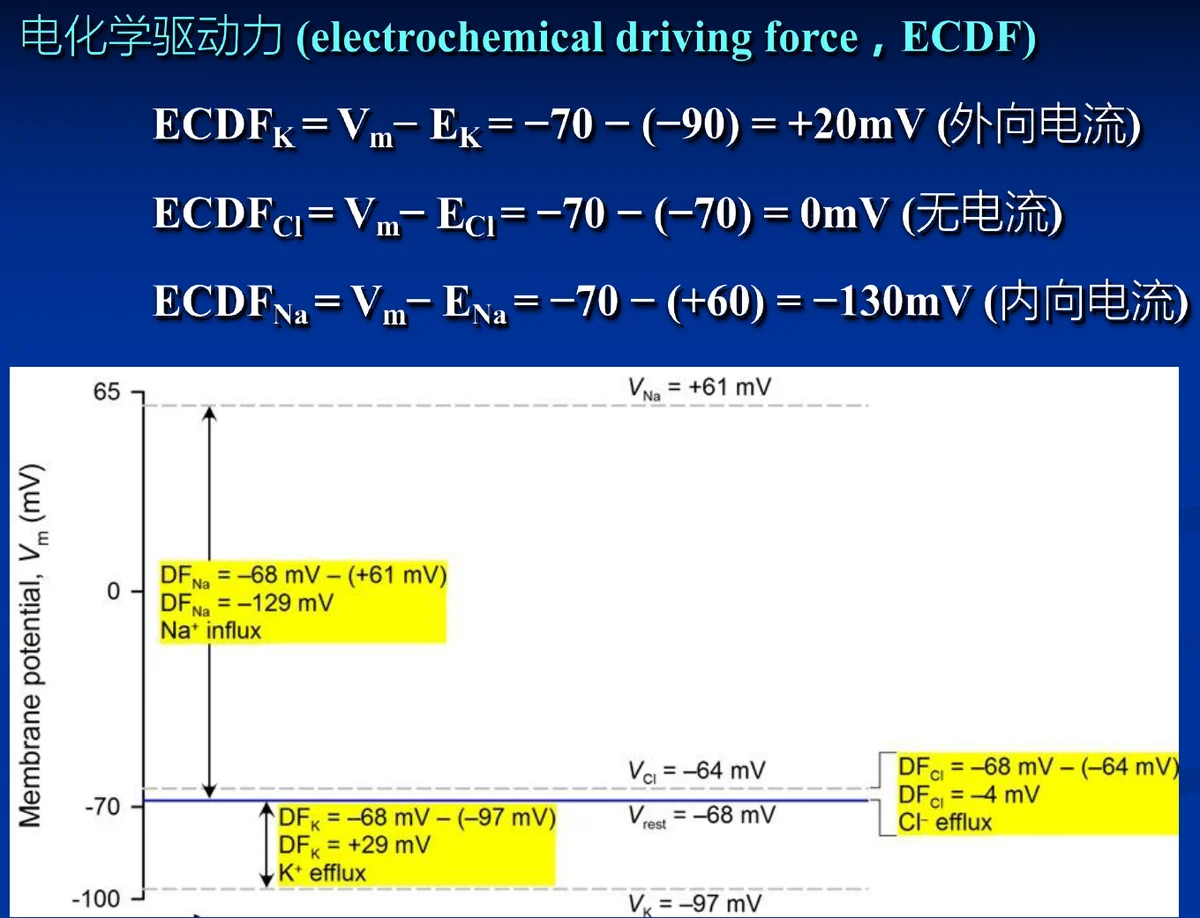 电化学驱动力 (electrochemical driving force，ECDF)
ECDFK = Vm− EK = −70 − (−90) = +20mV (外向电流)
ECDFCl = Vm− ECl = −70 − (−70) = 0mV (无电流)
ECDFNa = Vm− ENa = −70 − (+60) = −130mV (内向电流)
65
VNa = +61 mV
Membrane potential, Vm (mV)
0
DFNa = –68 mV – (+61 mV)
DFNa = –129 mV
Na+ influx
VCl = –64 mV
DFCl = –68 mV – (–64 mV)
DFCl = –4 mV
Cl– efflux
-70
Vrest = –68 mV
DFK = –68 mV – (–97 mV)
DFK = +29 mV
K+ efflux
-100
VK = –97 mV